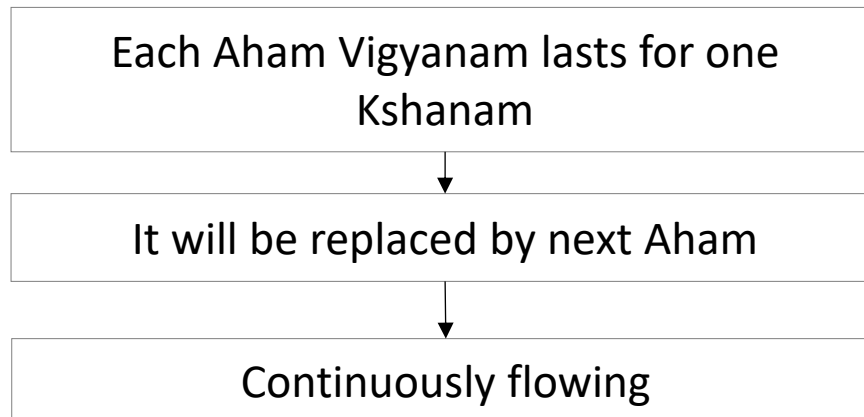 Each Aham Vigyanam lasts for one
Kshanam
It will be replaced by next Aham
Continuously flowing